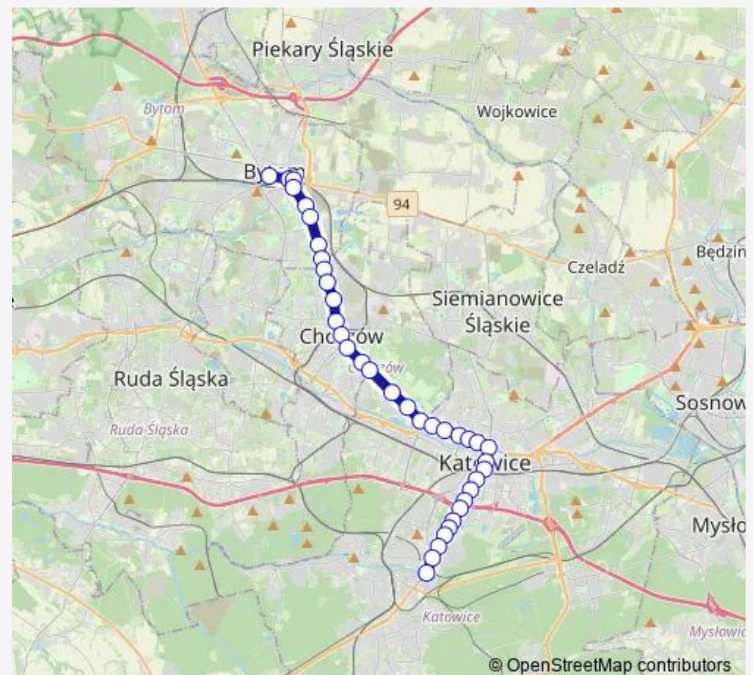 Piekary Śląskie
Bytom
Wojkowice
94
Będzin
Czeladź
Siemianowice
Śląskie
Ruda Śląska
Ruda Śląska
Sosnow
Katowice
Mysło
Katowice
Mysłowic
© OpenStreetMap contributors